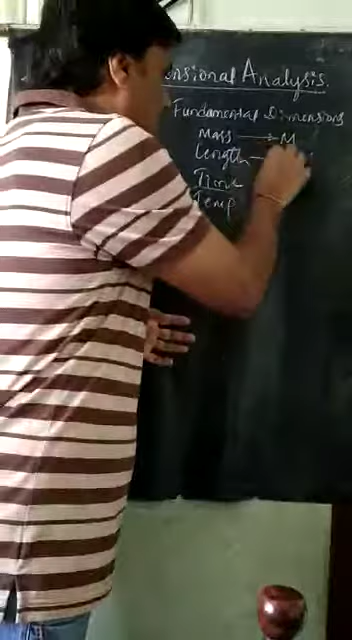 ensional Analysis.
Fundamental Dimensions
Mass → M
Length
Time
Temp